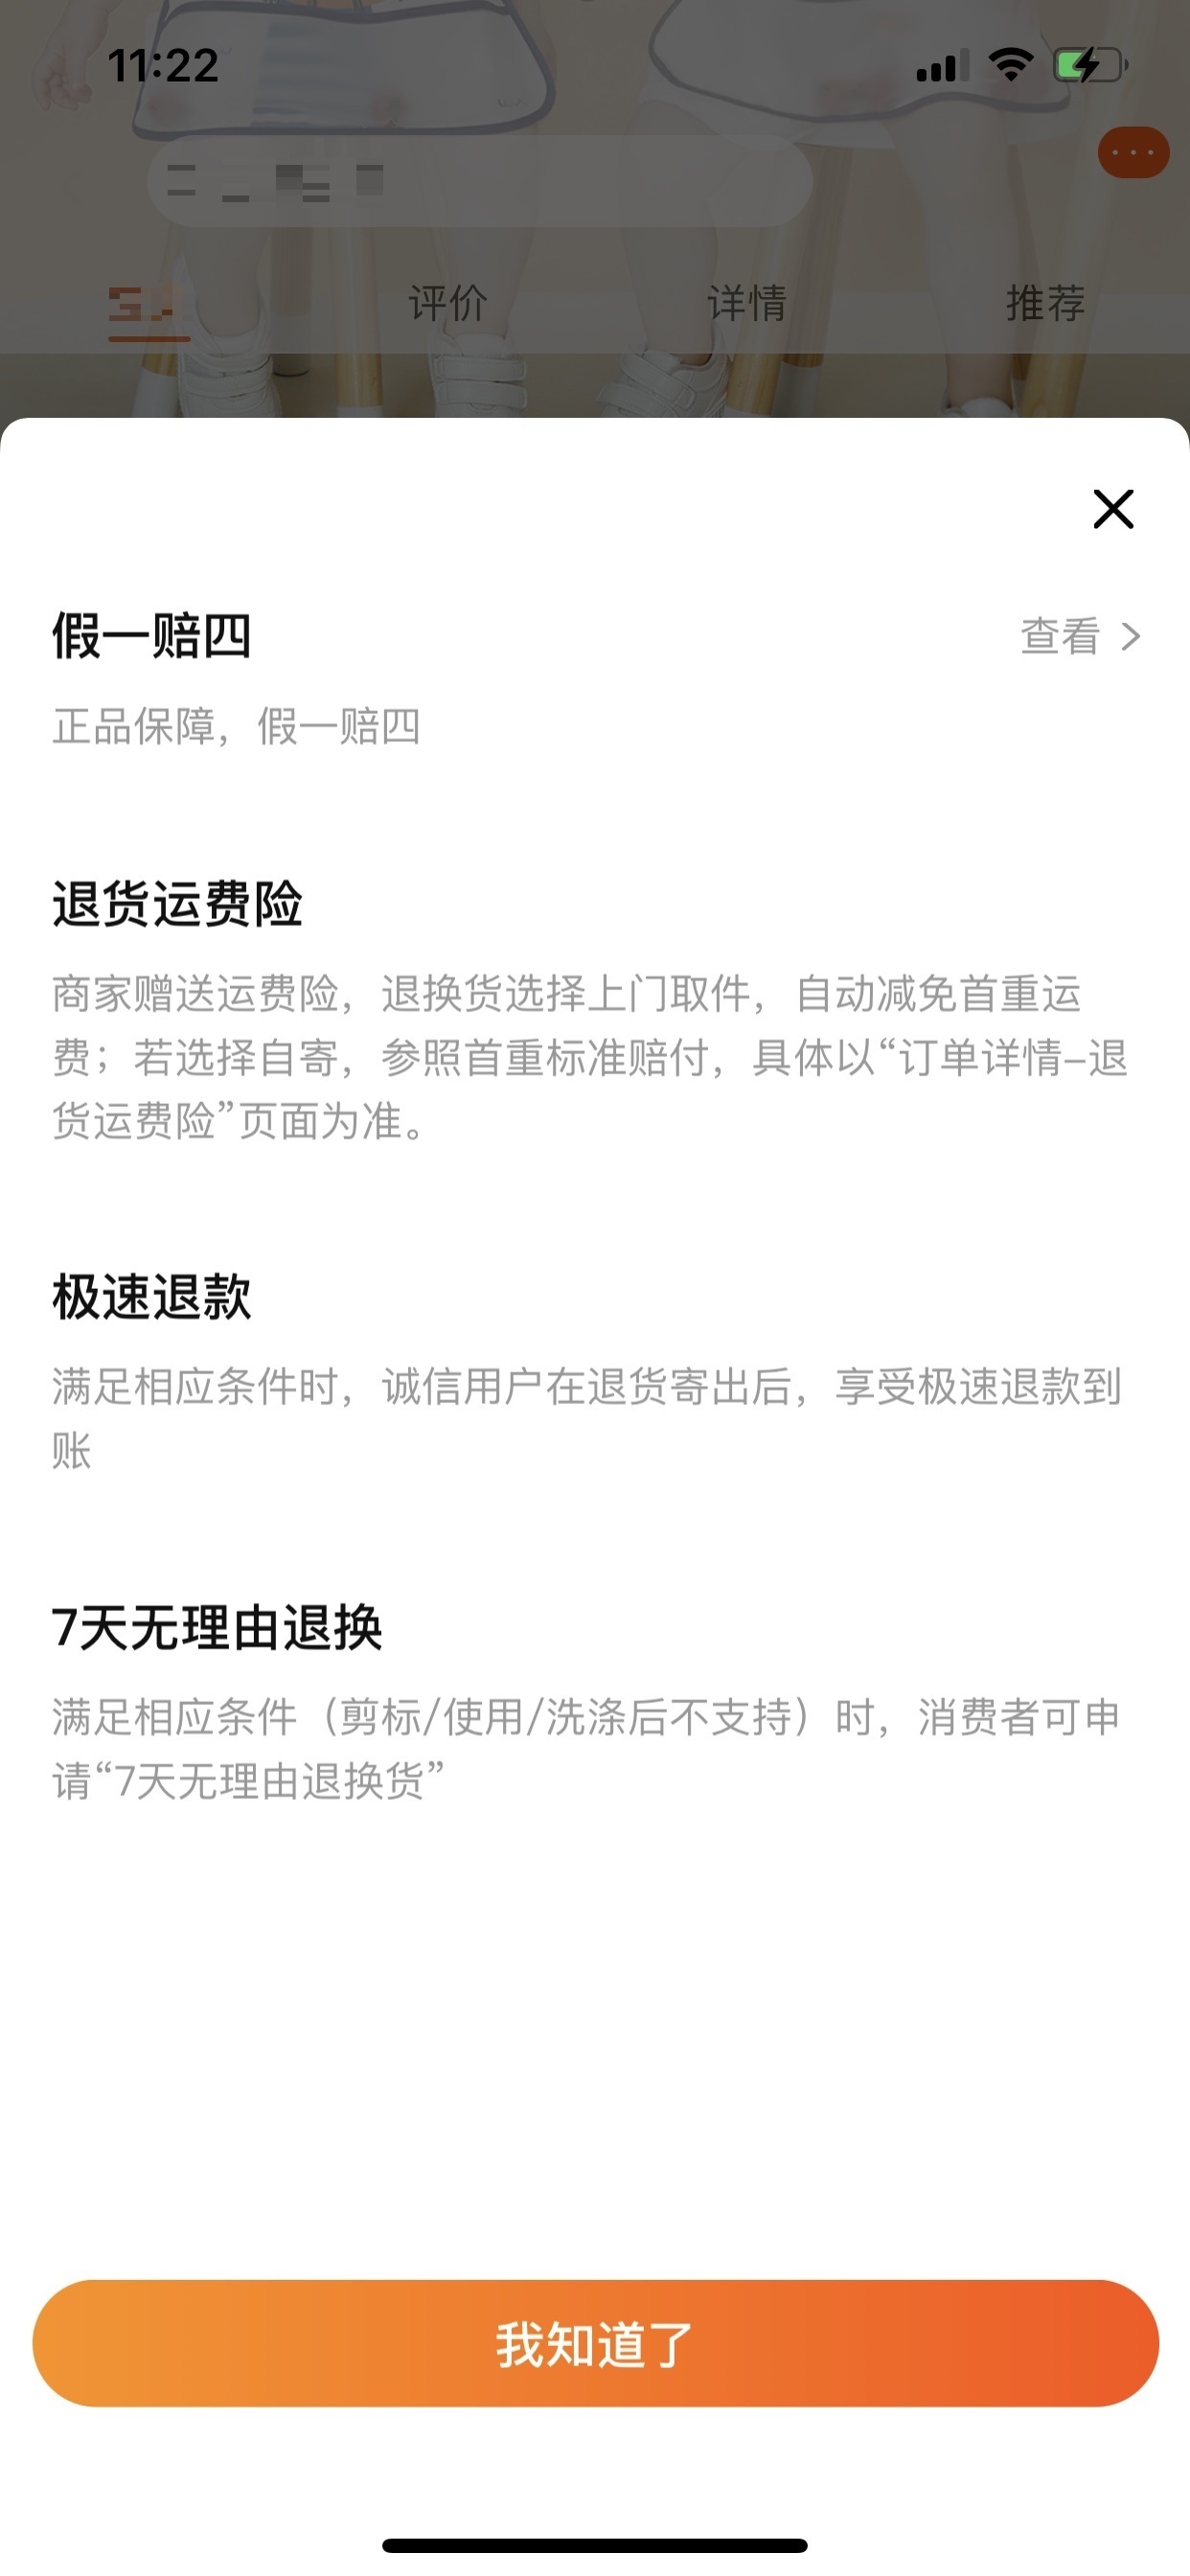 11:22
评价
详情
推荐
假一赔四
查看
正品保障，假一赔四
退货运费险
商家赠送运费险，退换货选择上门取件，自动减免首重运
费；若选择自寄，参照首重标准赔付，具体以“订单详情-退
货运费险”页面为准。
极速退款
满足相应条件时，诚信用户在退货寄出后，享受极速退款到
账
7天无理由退换
满足相应条件（剪标/使用/洗涤后不支持）时，消费者可申
请“7天无理由退换货”
我知道了